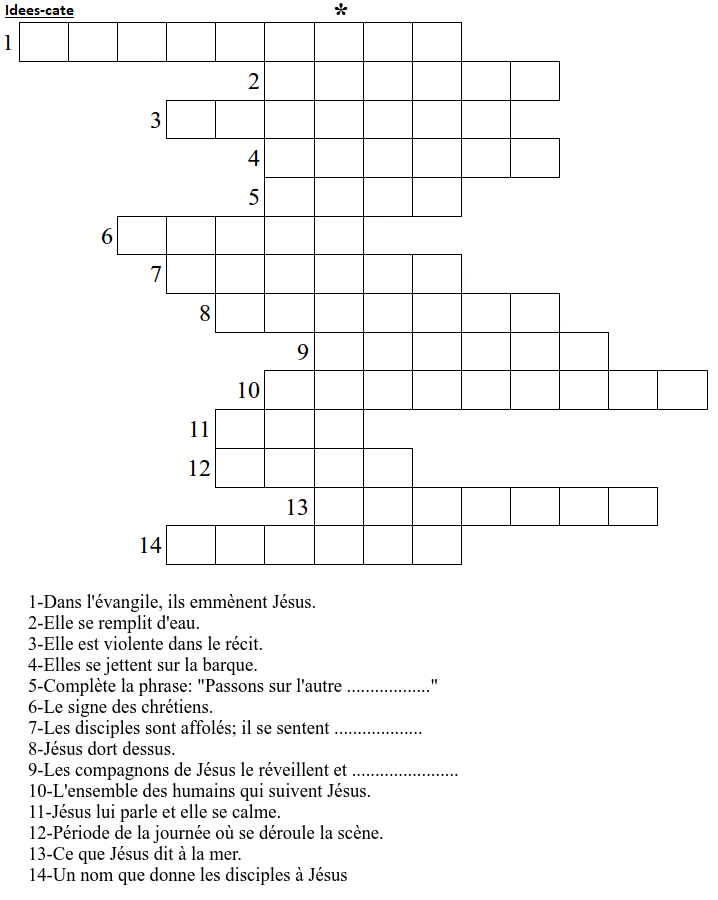 Idees-cate
*
1
2
3
4
5
6
7
8
9
10
11
12
13
14
1-Dans l'évangile, ils emmènent Jésus.
2-Elle se remplit d'eau.
3-Elle est violente dans le récit.
4-Elles se jettent sur la barque.
5-Complète la phrase: "Passons sur l'autre .................."
6-Le signe des chrétiens.
7-Les disciples sont affolés; il se sentent ...................
8-Jésus dort dessus.
9-Les compagnons de Jésus le réveillent et .......................
10-L'ensemble des humains qui suivent Jésus.
11-Jésus lui parle et elle se calme.
12-Période de la journée où se déroule la scène.
13-Ce que Jésus dit à la mer.
14-Un nom que donne les disciples à Jésus